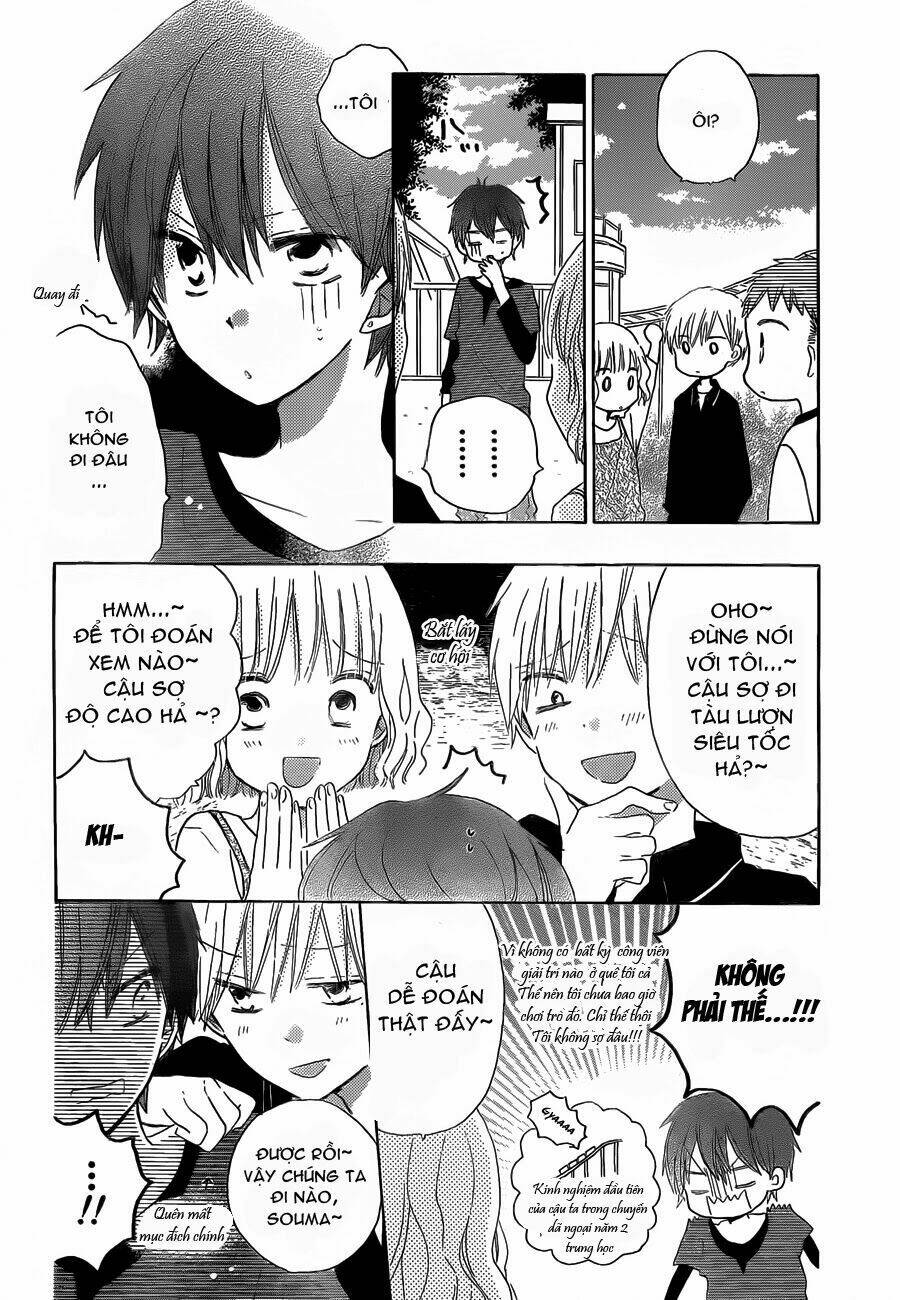 ÔI?
...TÔI
Quay đi
TÔI
KHÔNG
ĐI ĐÂU
...
OHO~
ĐỪNG NÓI
VỚI TÔI...~
CẬU SỢ ĐI
TÀU LƯỢN
SIÊU TỐC
HẢ?~
Bắt lấy
cơ hội
HMM...~
ĐỂ TÔI ĐOÁN
XEM NÀO~
CẬU SỢ
ĐỘ CAO HẢ ~?
KH-
KHÔNG
PHẢI THẾ...!!!
Vì không có bất kỳ công viên
giải trí nào ở quê tôi cả
Thế nên tôi chưa bao giờ
chơi trò đó. Chỉ thế thôi
Tôi không sợ đâu!!!
GYAAAA
Kinh nghiệm đầu tiên
của cậu ta trong chuyến
dã ngoại năm 2
trung học
CẬU
DỄ ĐOÁN
THẬT ĐẤY~
ĐƯỢC RỒI~
VẬY CHÚNG TA
ĐI NÀO,
SOUMA~
Quên mất
mục đích chính
...!!